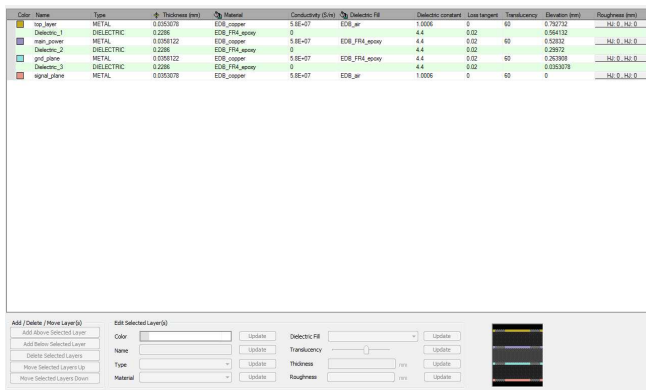 Color Name Type Thickness (mm) Material Conductivity (S/m) Dielectric Fill Dielectric constant Loss tangent Translucency Elevation (mm) Roughness (mm)
top_layer METAL 0.0353078 EDB_copper 5.8E+07 EDB_air 1.0006 60 0.792732 HJ: 0 , HJ: 0
Dielectric_1 DIELECTRIC 0.2286 EDB_FR4_epoxy 0 4.4 0.02 0.564132
main_power METAL 0.0358122 EDB_copper 5.8E+07 EDB_FR4_epoxy 4.4 0.02 60 0.52832 HJ: 0 , HJ: 0
Dielectric_2 DIELECTRIC 0.2286 EDB_FR4_epoxy 0 4.4 0.02 0.29972
gnd_plane METAL 0.0358122 EDB_copper 5.8E+07 EDB_FR4_epoxy 4.4 0.02 60 0.263908 HJ: 0 , HJ: 0
Dielectric_3 DIELECTRIC 0.2286 EDB_FR4_epoxy 0 4.4 0.02 0.0353078
signal_plane METAL 0.0353078 EDB_copper 5.8E+07 EDB_air 1.0006 60 0 HJ: 0 , HJ: 0
Add / Delete / Move Layer(s) Edit Selected Layer(s)
Add Above Selected Layer Color Update Dielectric Fill Update
Add Below Selected Layer Name Update Translucency Update
Delete Selected Layers
Move Selected Layers Up Type Update Thickness mm Update
Move Selected Layers Down Material Update Roughness mm Update